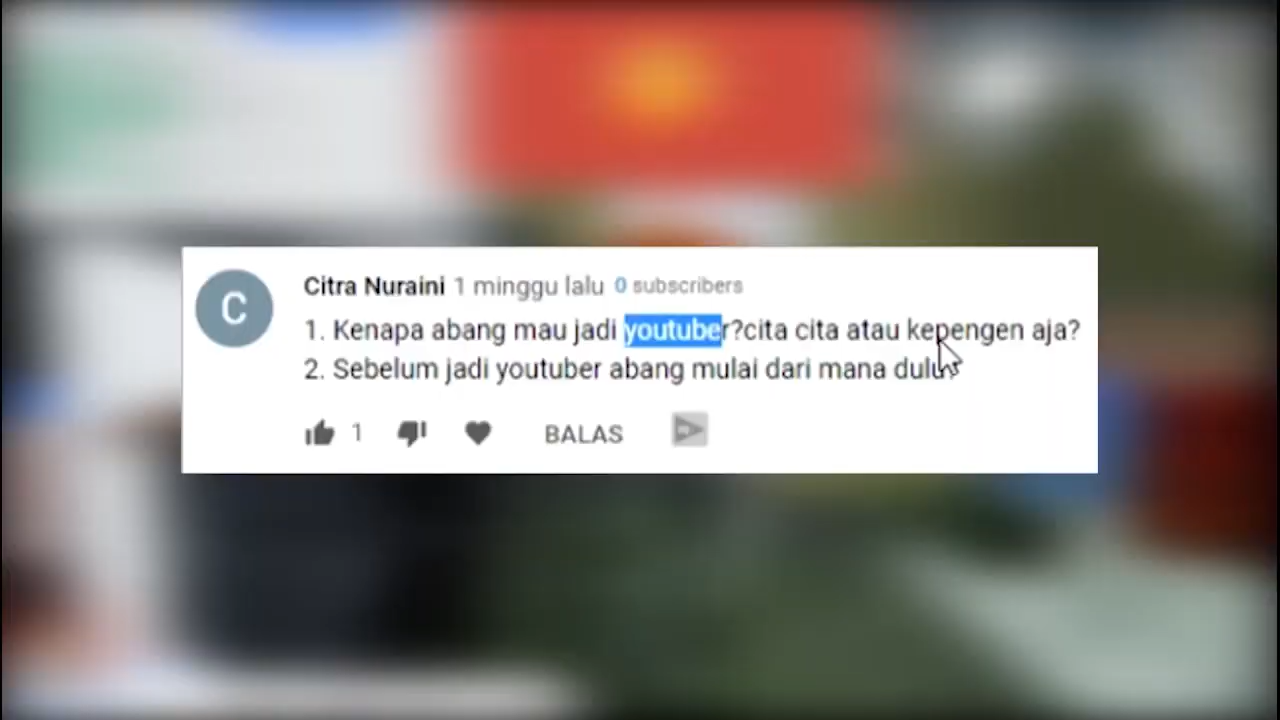 C
Citra Nuraini 1 minggu lalu 0 subscribers
1. Kenapa abang mau jadi youtuber?cita cita atau kepengen aja?
2. Sebelum jadi youtuber abang mulai dari mana dulu
1 BALAS